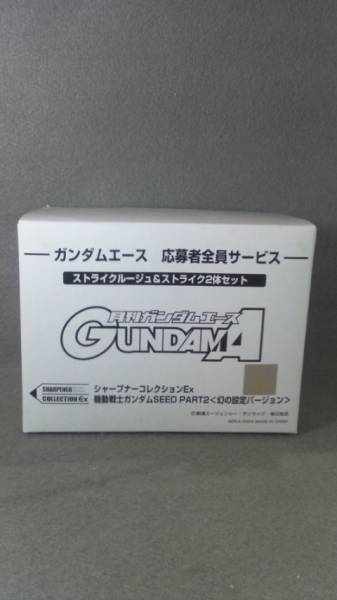 ガンダムエース 応募者全員サービス
ストライクルージュ&ストライク2体セット
月刊ガンダムエース
GUNDAM A
SHARPENER
COLLECTION Ex
シャープナーコレクションEx
機動戦士ガンダムSEED PART2<幻の設定バージョン>
MADE IN CHINA